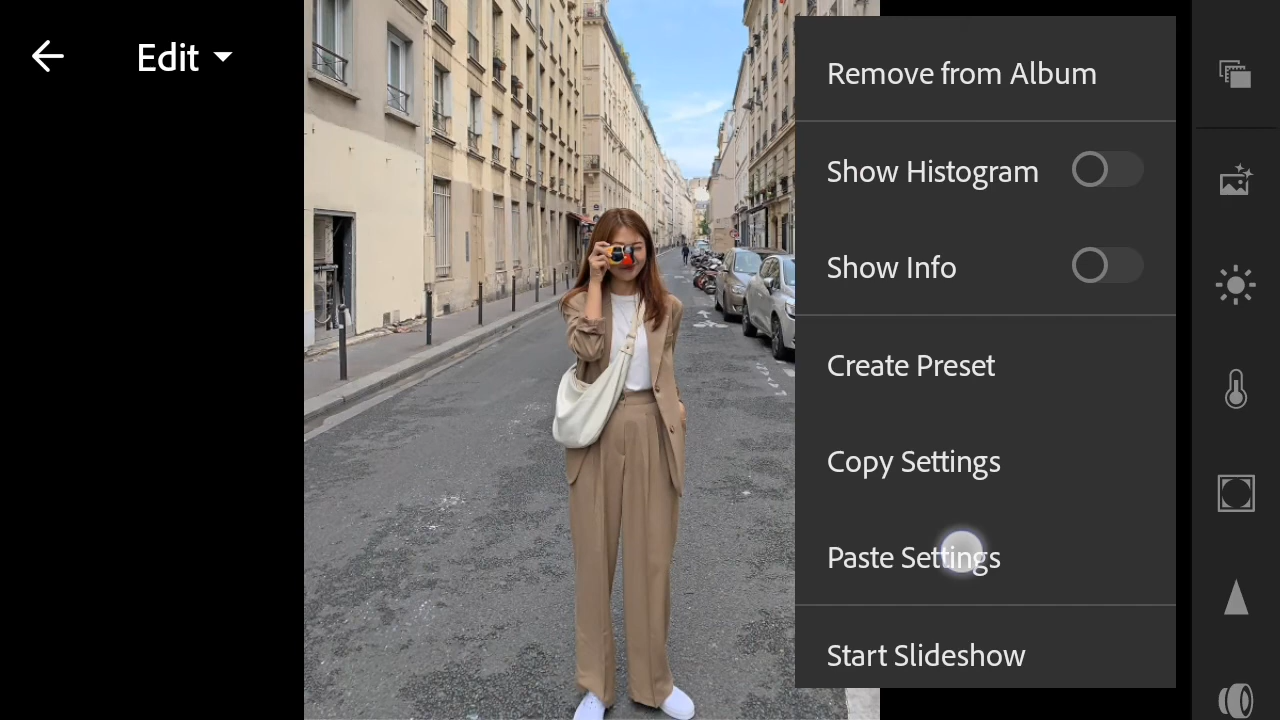 Edit
Remove from Album
Show Histogram
Show Info
Create Preset
Copy Settings
Paste Settings
Start Slideshow